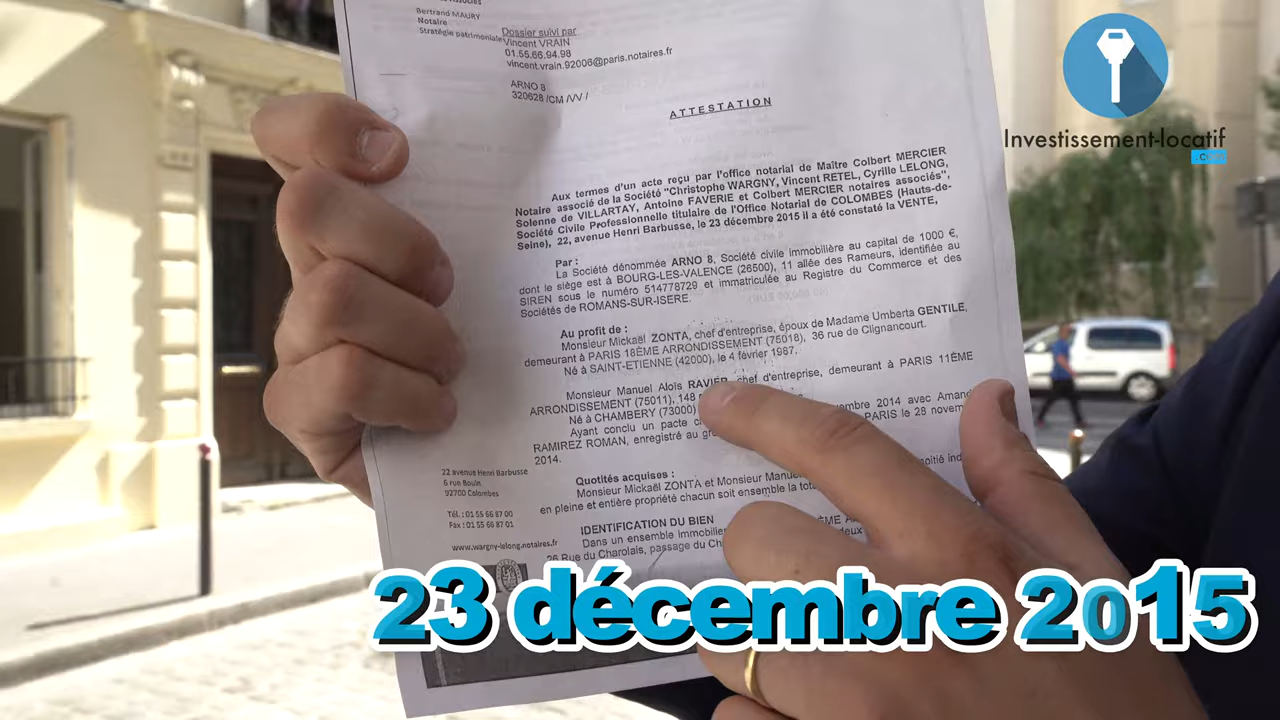 Bertrand MAURY
Notaire
Stratégie patrimoniale
Dossier suivi par
Vincent VRAIN
01.55.66.94.98
vincent.vrain.92006@paris.notaires.fr
ARNO 8
320628 /CM /VV /
ATTESTATION
Aux termes d'un acte reçu par l'office notarial de Maître Colbert MERCIER
Notaire associé de la Société "Christophe WARGNY, Vincent RETEL, Cyrille LELONG,
Solenne de VILLARTAY, Antoine FAVERIE et Colbert MERCIER notaires associés",
Société Civile Professionnelle titulaire de l'Office Notarial de COLOMBES (Hauts-de-
Seine), 22, avenue Henri Barbusse, le 23 décembre 2015 il a été constaté la VENTE,
Par :
La Société dénommée ARNO 8, Société civile immobilière au capital de 1000 €,
dont le siège est à BOURG-LES-VALENCE (26500), 11 allée des Rameurs, identifiée au
SIREN sous le numéro 514778729 et immatriculée au Registre du Commerce et des
Sociétés de ROMANS-SUR-ISERE.
Au profit de :
Monsieur Mickaël ZONTA, chef d'entreprise, époux de Madame Umberta GENTILE,
demeurant à PARIS 18ÈME ARRONDISSEMENT (75018), 36 rue de Clignancourt.
Né à SAINT-ETIENNE (42000), le 4 février 1987,
Monsieur Manuel Aloïs RAVIER, chef d'entreprise, demeurant à PARIS 11ÈME
ARRONDISSEMENT (75011), 148
Né à CHAMBERY (73000)
Ayant conclu un pacte 2014 avec
RAMIREZ ROMAN, enregistré au PARIS le 28
2014.
Quotités acquises :
Monsieur Mickaël ZONTA et Monsieur
en pleine et entière propriété chacun soit ensemble la
IDENTIFICATION DU BIEN
Dans un ensemble
26 Rue du Charolais, passage du
22 avenue Henri Barbusse
6 rue Bouin
92700 Colombes
Tél. : 01 55 66 87 00
Fax : 01 55 66 87 01
www.wargny-lelong.notaires.fr
Investissement-locatif
.com
23 décembre 2015